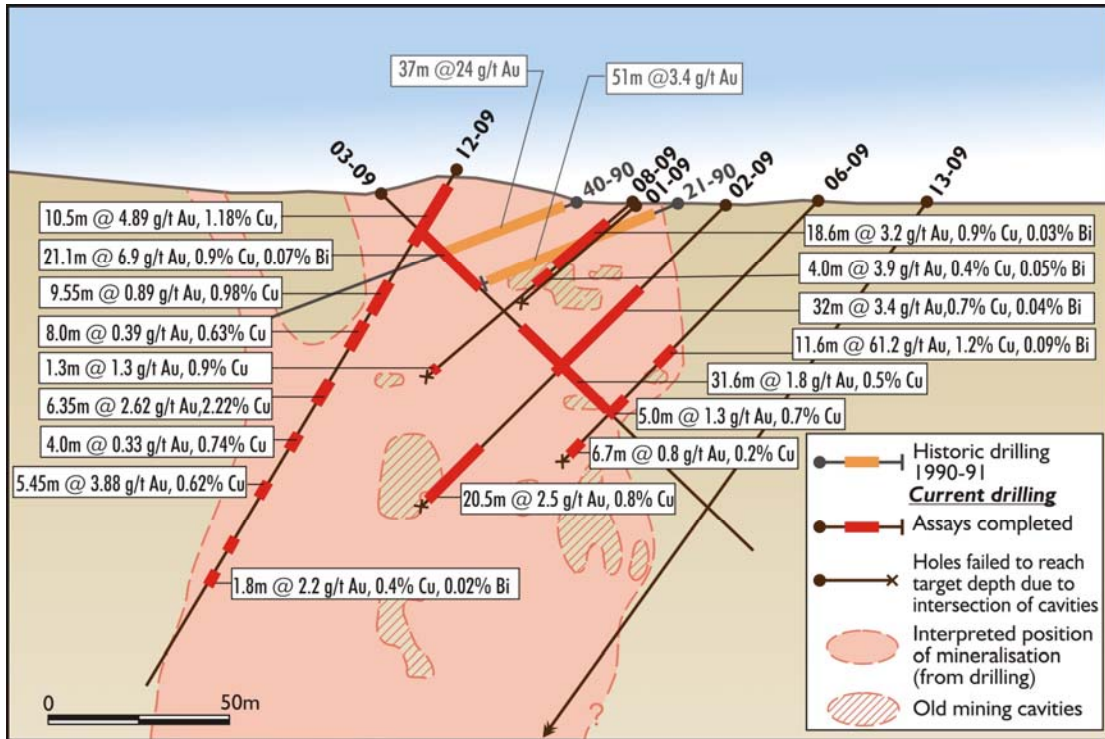 37m @24 g/t Au
51m @3.4 g/t Au
03-09
12-09
40-90
08-09
01-09
21-90
02-09
06-09
13-09
10.5m @ 4.89 g/t Au, 1.18% Cu,
21.1m @ 6.9 g/t Au, 0.9% Cu, 0.07% Bi
9.55m @ 0.89 g/t Au, 0.98% Cu
8.0m @ 0.39 g/t Au, 0.63% Cu
1.3m @ 1.3 g/t Au, 0.9% Cu
6.35m @ 2.62 g/t Au,2.22% Cu
4.0m @ 0.33 g/t Au, 0.74% Cu
5.45m @ 3.88 g/t Au, 0.62% Cu
1.8m @ 2.2 g/t Au, 0.4% Cu, 0.02% Bi
18.6m @ 3.2 g/t Au, 0.9% Cu, 0.03% Bi
4.0m @ 3.9 g/t Au, 0.4% Cu, 0.05% Bi
32m @ 3.4 g/t Au,0.7% Cu, 0.04% Bi
11.6m @ 61.2 g/t Au, 1.2% Cu, 0.09% Bi
31.6m @ 1.8 g/t Au, 0.5% Cu
5.0m @ 1.3 g/t Au, 0.7% Cu
6.7m @ 0.8 g/t Au, 0.2% Cu
20.5m @ 2.5 g/t Au, 0.8% Cu
?
0
50m
Historic drilling
1990-91
Current drilling
Assays completed
Holes failed to reach
target depth due to
intersection of cavities
Interpreted position
of mineralisation
(from drilling)
Old mining cavities